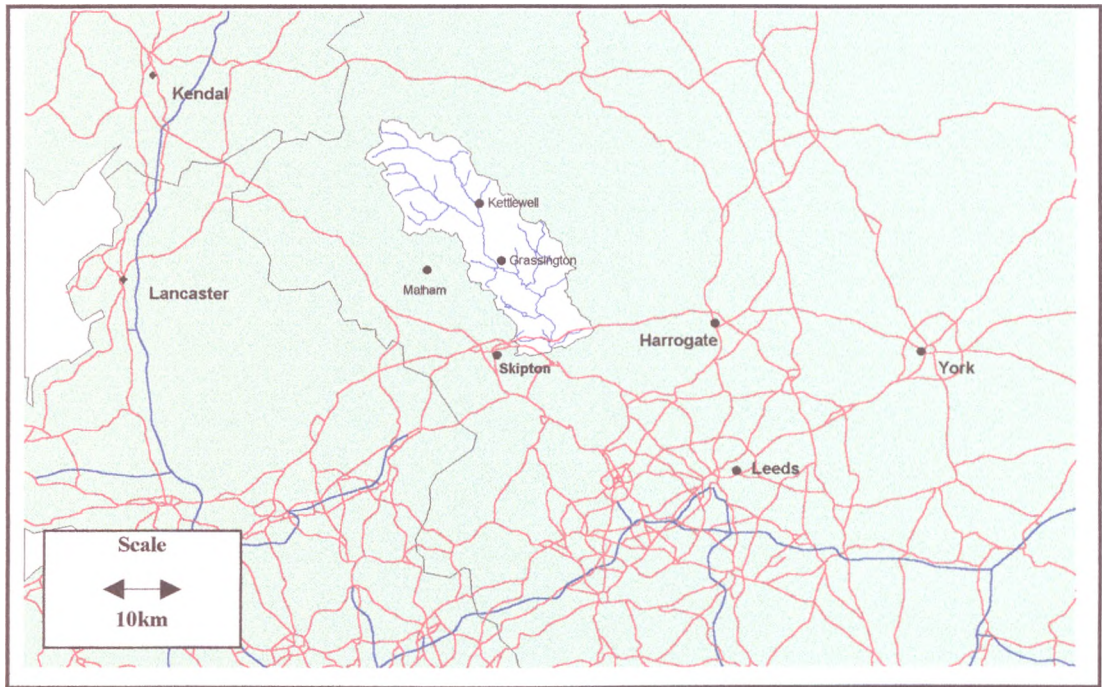 Kendal
Kettlewell
Grassington
Malham
Lancaster
Harrogate
York
Skipton
Leeds
Scale
10km